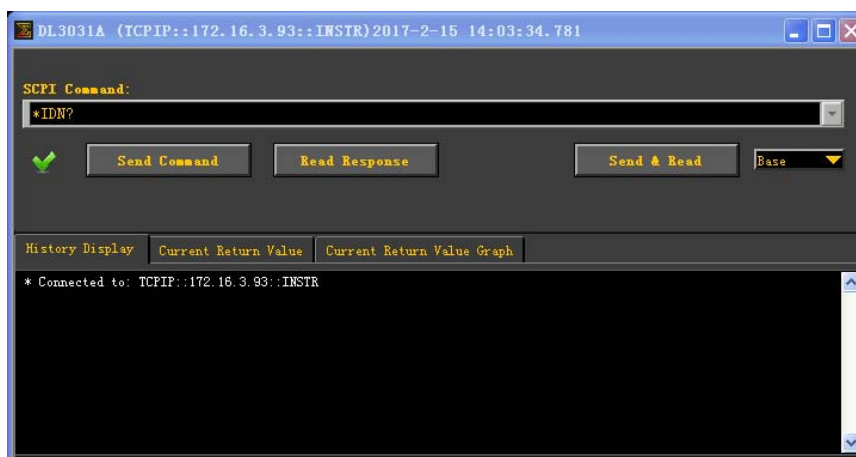 DL3031A (TCPIP::172.16.3.93::INSTR)2017-2-15 14:03:34.781
SCPI Command:
*IDN?
Send Command Read Response Send & Read Base
History Display Current Return Value Current Return Value Graph
* Connected to: TCPIP::172.16.3.93::INSTR